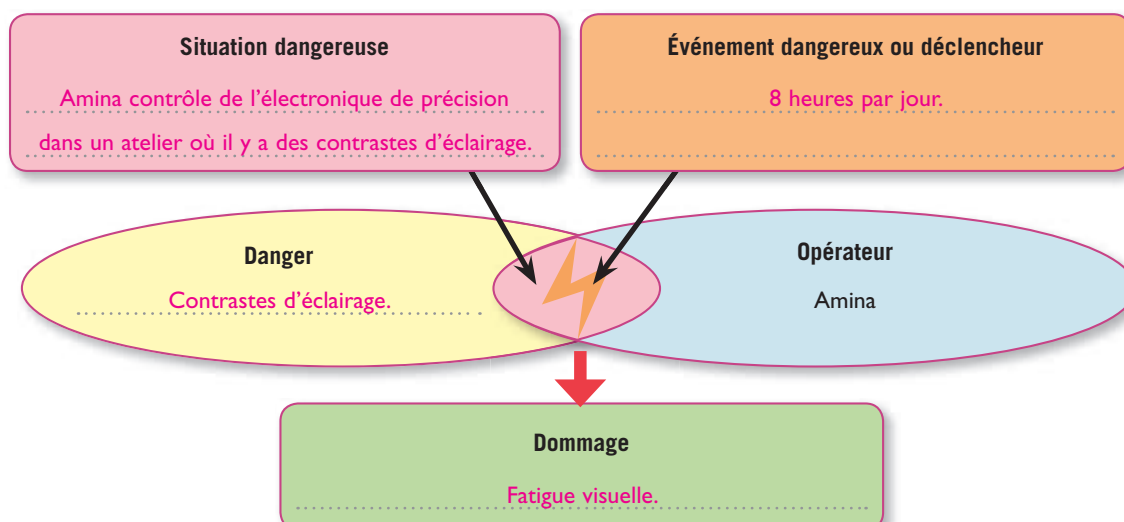 Situation dangereuse
Amina contrôle de l’électronique de précision
dans un atelier où il y a des contrastes d’éclairage.
Événement dangereux ou déclencheur
8 heures par jour.
Danger
Contrastes d’éclairage.
Opérateur
Amina
Dommage
Fatigue visuelle.